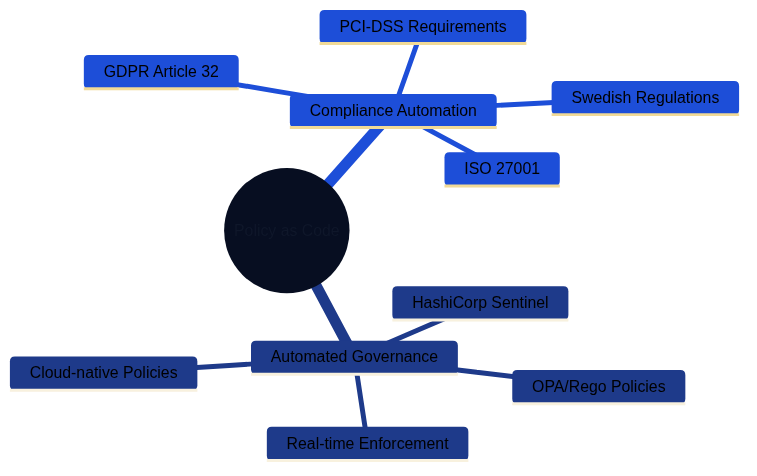 PCI-DSS Requirements
GDPR Article 32
Swedish Regulations
Compliance Automation
ISO 27001
Policy as Code
HashiCorp Sentinel
Automated Governance
Cloud-native Policies
OPA/Rego Policies
Real-time Enforcement